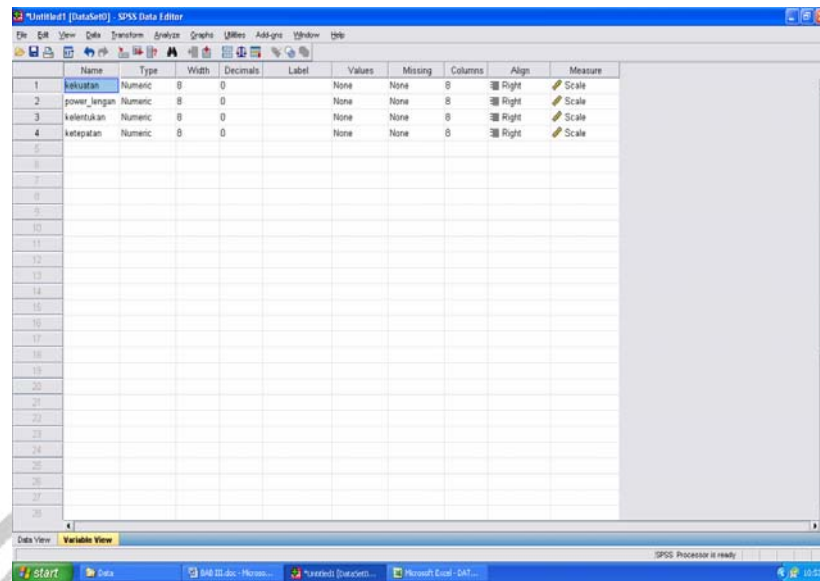 *Untitled1 [DataSet0] - SPSS Data Editor
File Edit View Data Transform Analyze Graphs Utilities Add-ons Window Help
Name Type Width Decimals Label Values Missing Columns Align Measure
1 kekuatan Numeric 8 0 None None 8 Right Scale
2 power_lengan Numeric 8 0 None None 8 Right Scale
3 kelentukan Numeric 8 0 None None 8 Right Scale
4 ketepatan Numeric 8 0 None None 8 Right Scale
5
6
7
8
9
10
11
12
13
14
15
16
17
18
19
20
21
22
23
24
25
26
27
28
Data View Variable View
SPSS Processor is ready
start Data BAB III.doc - Microso... *Untitled1 [DataSet0... Microsoft Excel - DAT...